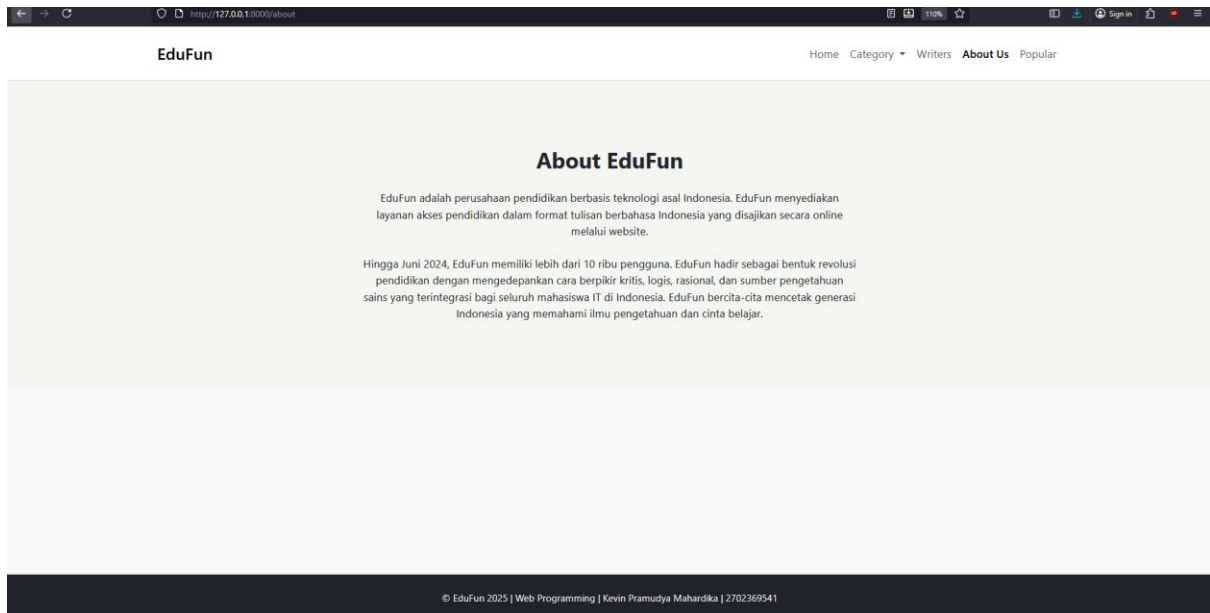 http://127.0.0.1:8000/about
110%
Sign in
EduFun
Home Category Writers About Us Popular
About EduFun
EduFun adalah perusahaan pendidikan berbasis teknologi asal Indonesia. EduFun menyediakan
layanan akses pendidikan dalam format tulisan berbahasa Indonesia yang disajikan secara online
melalui website.
Hingga Juni 2024, EduFun memiliki lebih dari 10 ribu pengguna. EduFun hadir sebagai bentuk revolusi
pendidikan dengan mengedepankan cara berpikir kritis, logis, rasional, dan sumber pengetahuan
sains yang terintegrasi bagi seluruh mahasiswa IT di Indonesia. EduFun bercita-cita mencetak generasi
Indonesia yang memahami ilmu pengetahuan dan cinta belajar.
© EduFun 2025 | Web Programming | Kevin Pramudya Mahardika | 2702369541